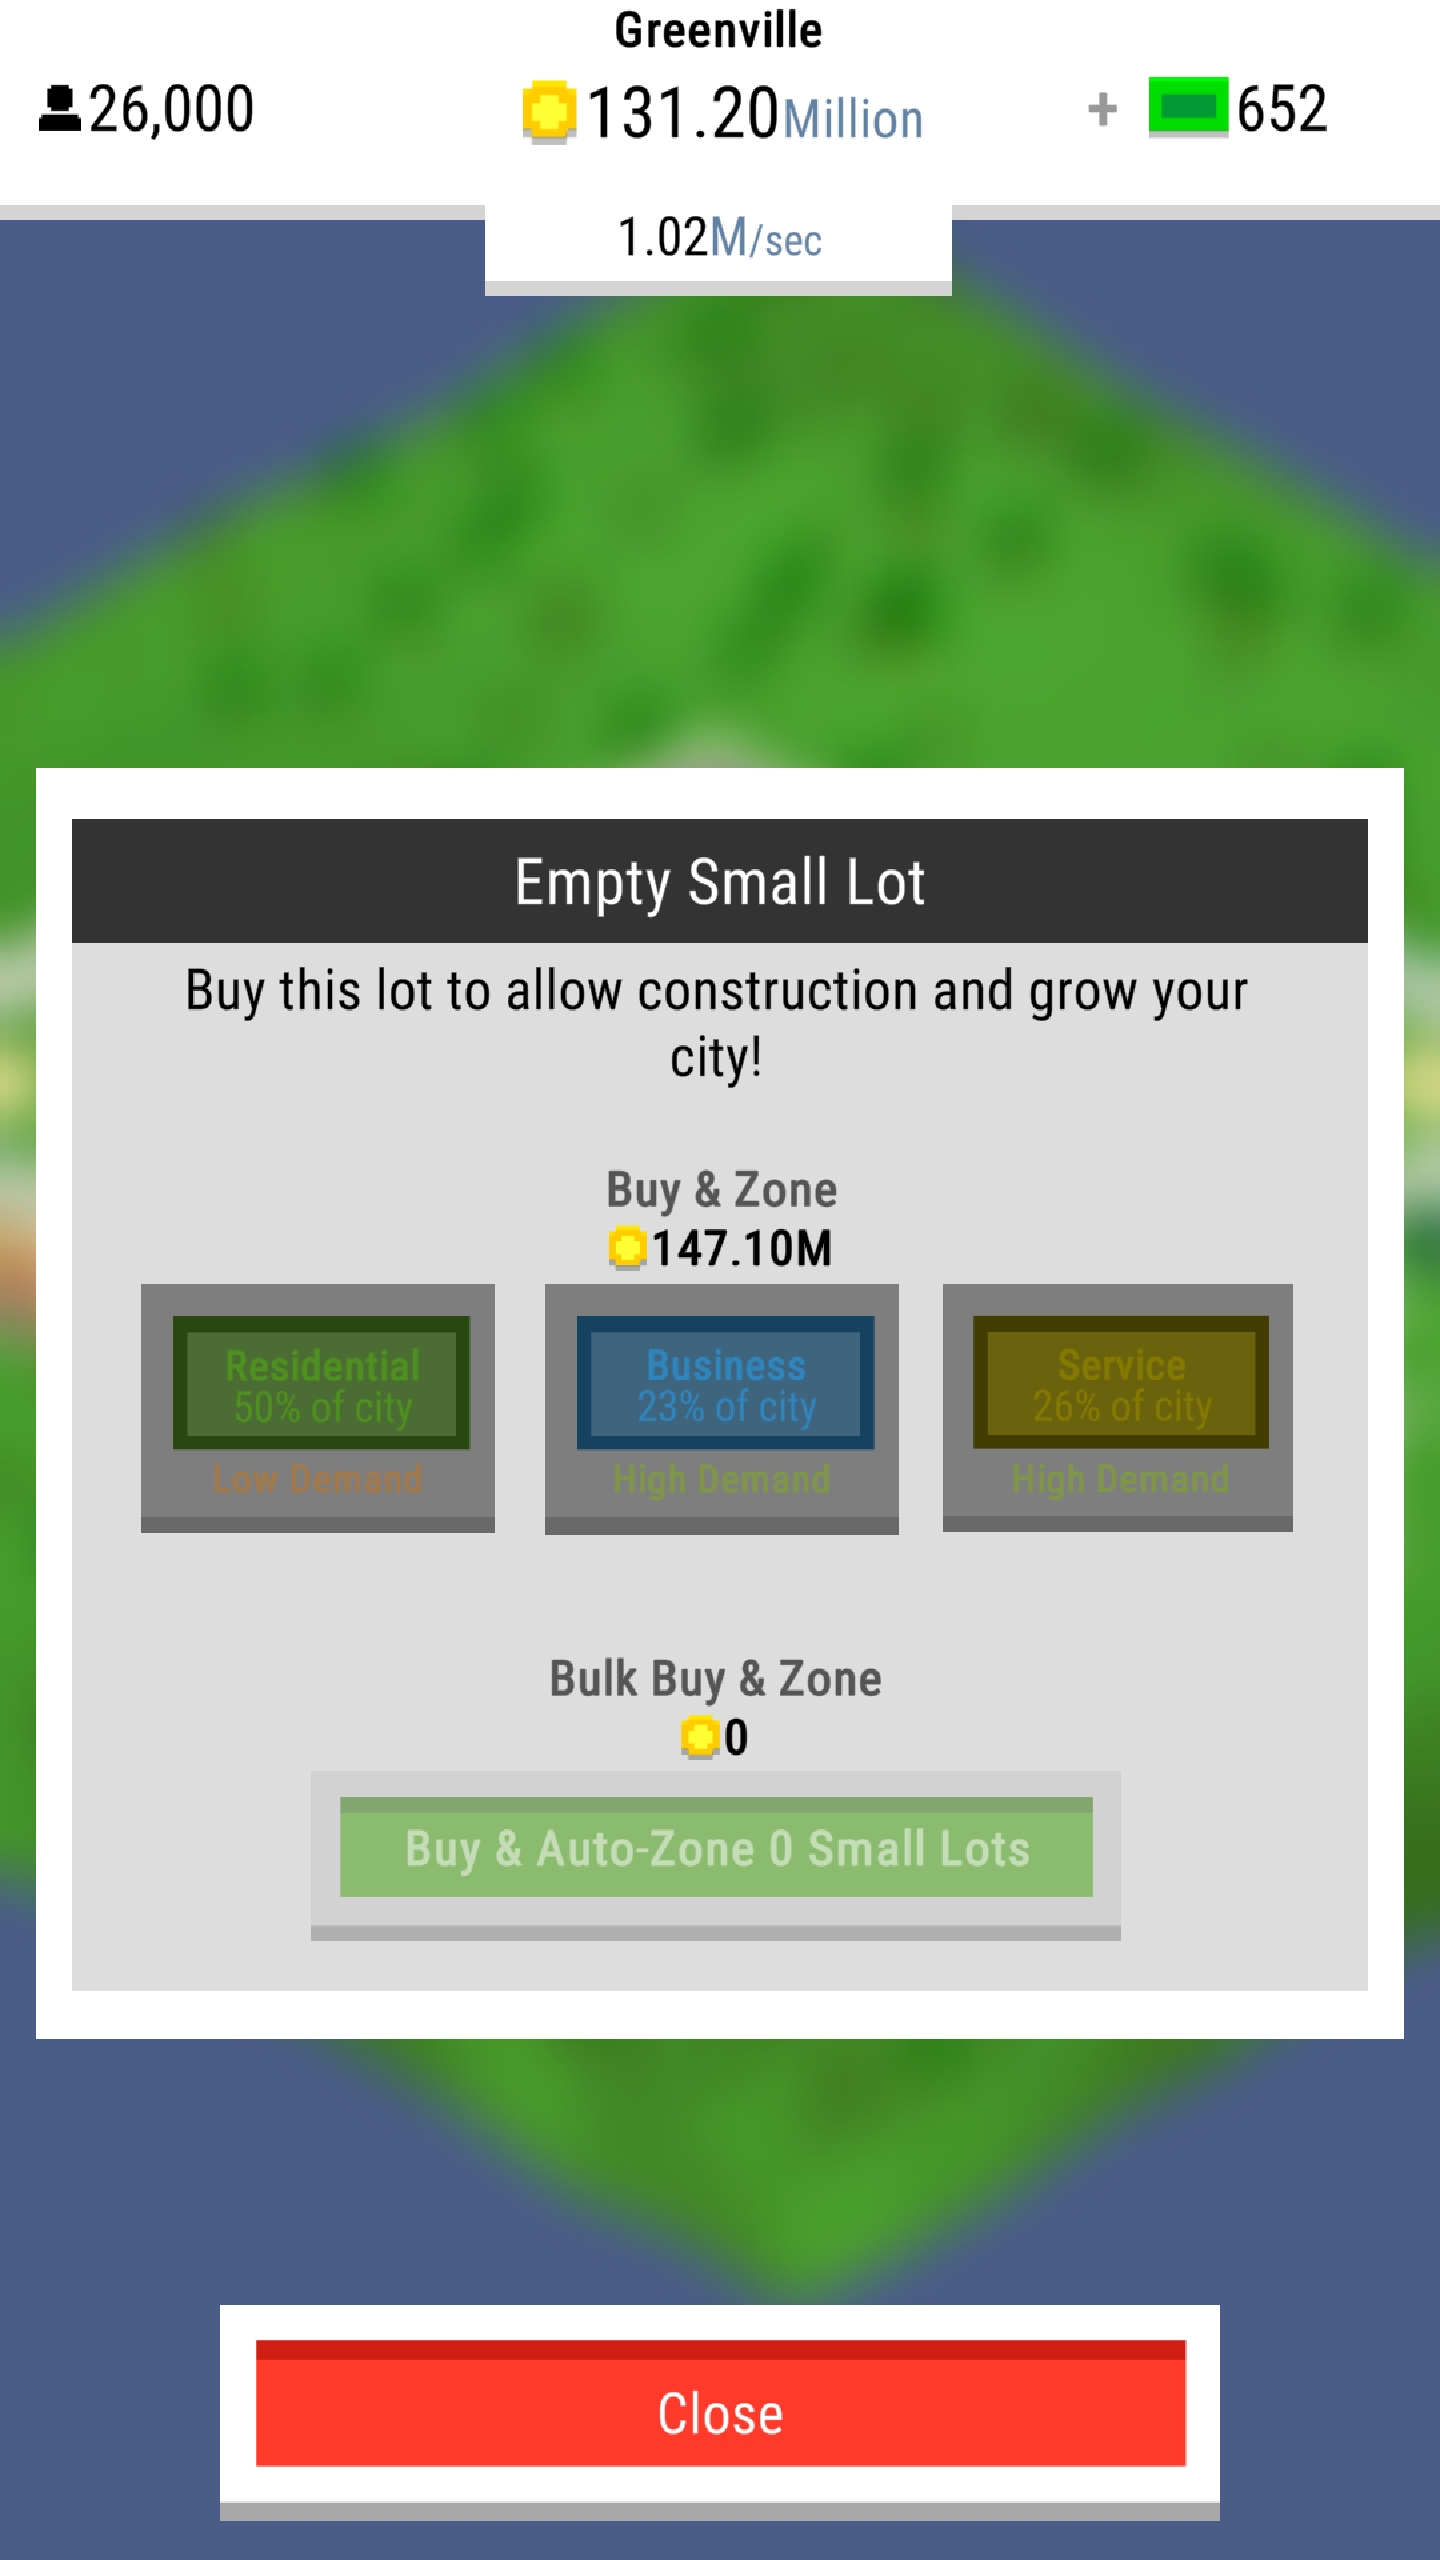 Greenville
26,000
131.20Million
+ 652
1.02M/sec
Empty Small Lot
Buy this lot to allow construction and grow your
city!
Buy & Zone
147.10M
Residential
50% of city
Low Demand
Business
23% of city
High Demand
Service
26% of city
High Demand
Bulk Buy & Zone
0
Buy & Auto-Zone 0 Small Lots
Close